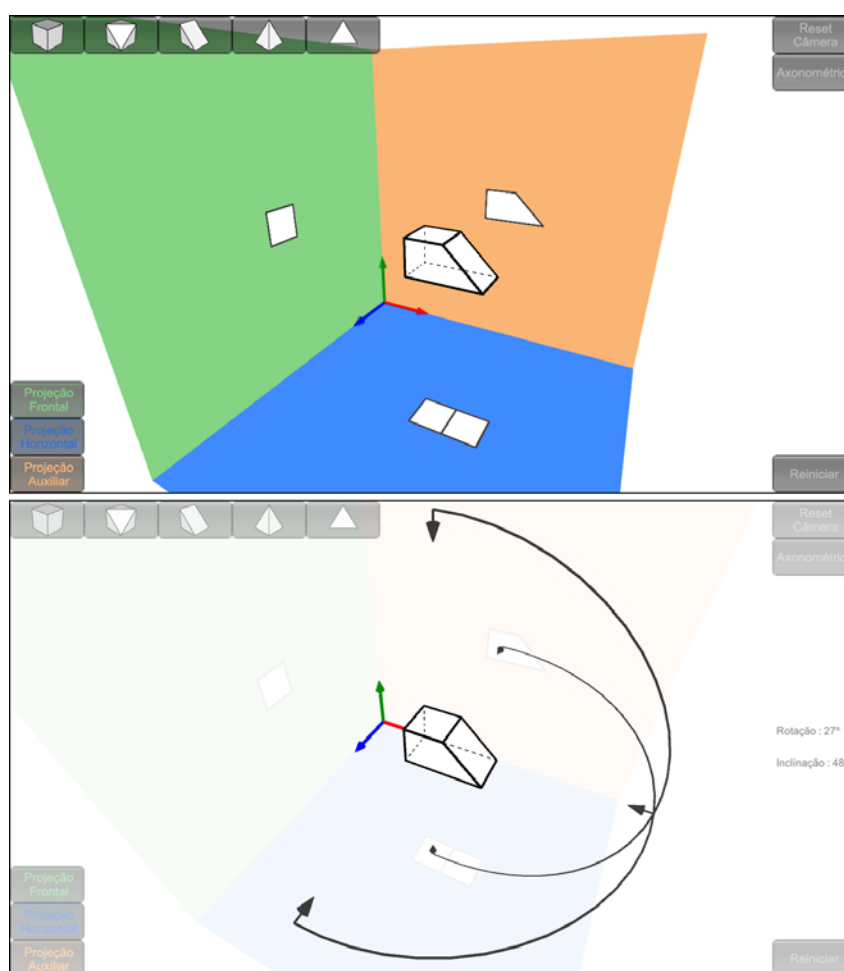 Reset
Câmera
Axonométric
Projeção
Frontal
Projeção
Horizontal
Projeção
Auxiliar
Reiniciar
Reset
Câmera
Axonométric
Rotação : 27º
Inclinação : 48
Projeção
Frontal
Projeção
Horizontal
Projeção
Auxiliar
Reiniciar